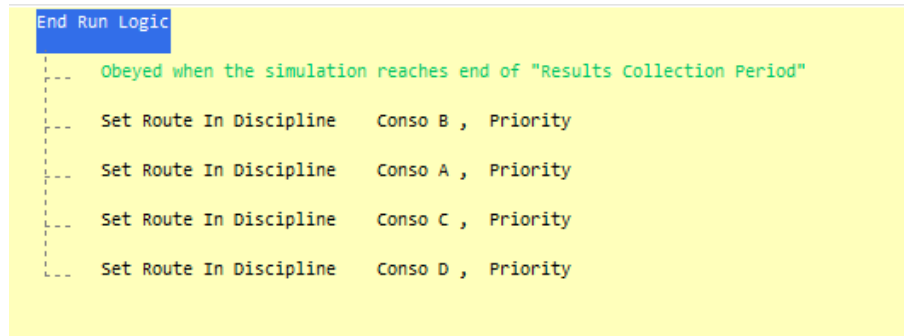 End Run Logic
Obeyed when the simulation reaches end of "Results Collection Period"
Set Route In Discipline    Conso B ,  Priority
Set Route In Discipline    Conso A ,  Priority
Set Route In Discipline    Conso C ,  Priority
Set Route In Discipline    Conso D ,  Priority